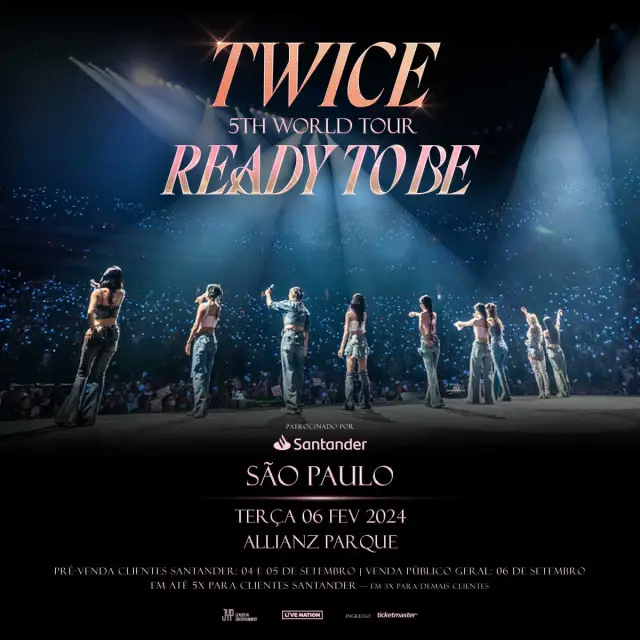 TWICE
5TH WORLD TOUR
READY TO BE
PATROCINADO POR
Santander
SÃO PAULO
TERÇA 06 FEV 2024
ALLIANZ PARQUE
PRÉ-VENDA CLIENTES SANTANDER: 04 E 05 DE SETEMBRO | VENDA PÚBLICO GERAL: 06 DE SETEMBRO
EM ATÉ 5X PARA CLIENTES SANTANDER — EM 3X PARA DEMAIS CLIENTES
JYP ENTERTAINMENT LIVE NATION INGRESSO: ticketmaster